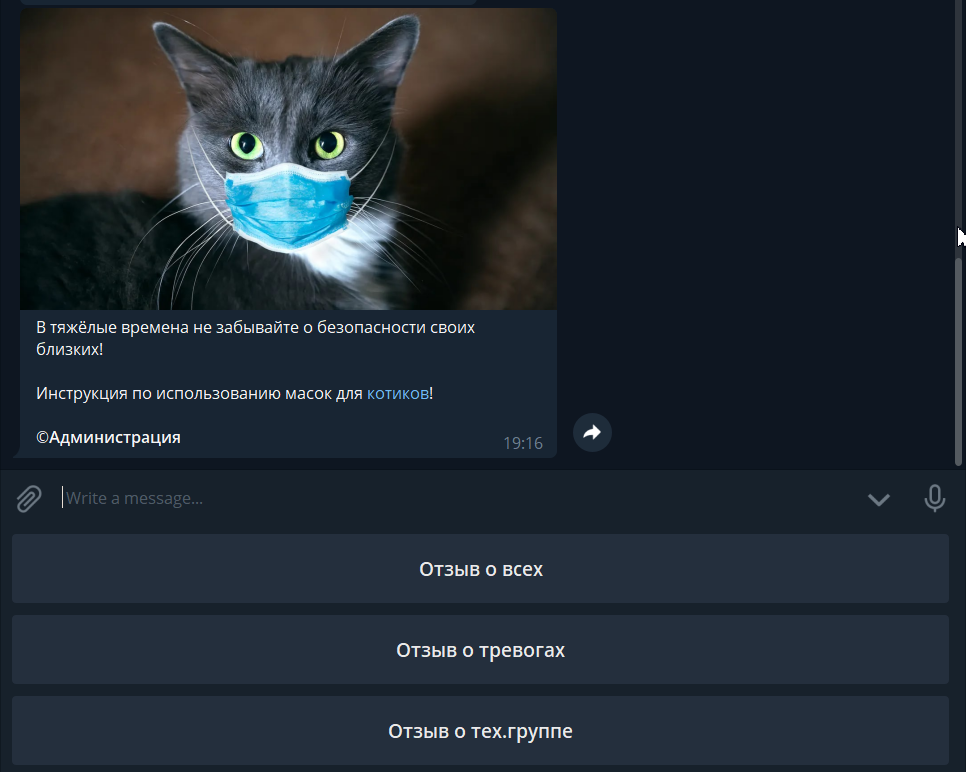 В тяжёлые времена не забывайте о безопасности своих
близких!
Инструкция по использованию масок для котиков!
©Администрация
19:16
Write a message...
Отзыв о всех
Отзыв о тревогах
Отзыв о тех.группе